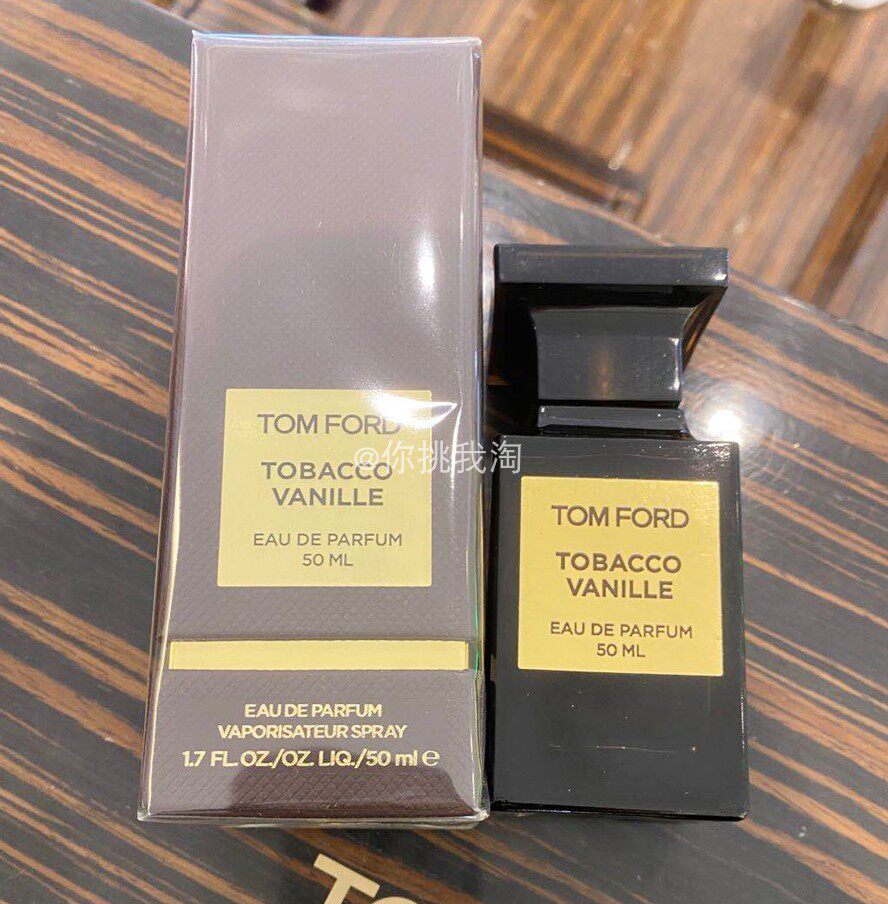 TOM FORD
TOBACCO
VANILLE
EAU DE PARFUM
50 ML
EAU DE PARFUM
VAPORISATEUR SPRAY
1.7 FL. OZ./OZ. LIQ./50 ml e
@你挑我淘
TOM FORD
TOBACCO
VANILLE
EAU DE PARFUM
50 ML